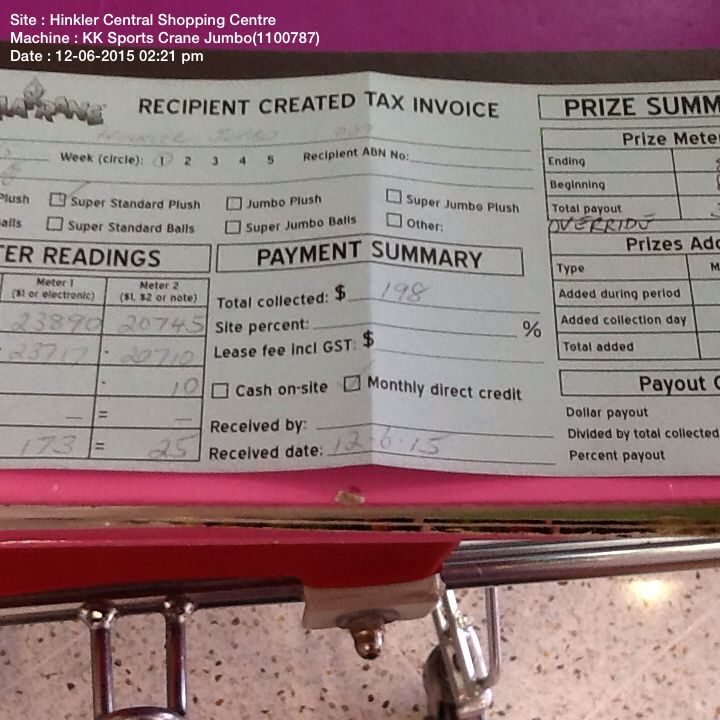 Site : Hinkler Central Shopping Centre
Machine : KK Sports Crane Jumbo(1100787)
Date : 12-06-2015 02:21 pm
RECIPIENT CREATED TAX INVOICE
Week (circle): 1 2 3 4 5 Recipient ABN No:
Plush Super Standard Plush Jumbo Plush Super Jumbo Plush
Balls Super Standard Balls Super Jumbo Balls Other:
TER READINGS
Meter 1 Meter 2
($1 or electronic) ($1, $2 or note)
23890 20745
23717 - 20710
- 10
— = —
173 = 25
PAYMENT SUMMARY
Total collected: $ 198
Site percent: %
Lease fee incl GST: $
Cash on-site Monthly direct credit
Received by:
Received date: 12-6-15
PRIZE SUMM
Prize Meter
Ending
Beginning
Total payout
OVERRIDE
Prizes Add
Type M
Added during period
Added collection day
Total added
Payout C
Dollar payout
Divided by total collected
Percent payout